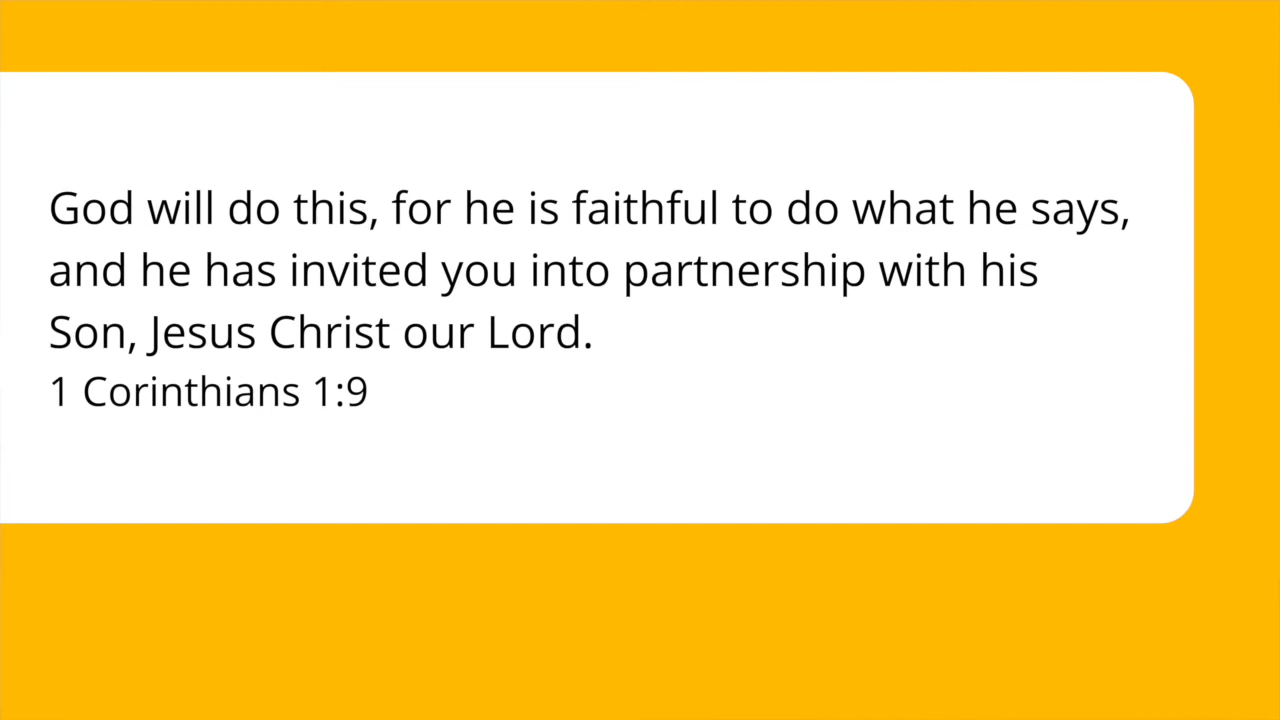 God will do this, for he is faithful to do what he says,
and he has invited you into partnership with his
Son, Jesus Christ our Lord.
1 Corinthians 1:9